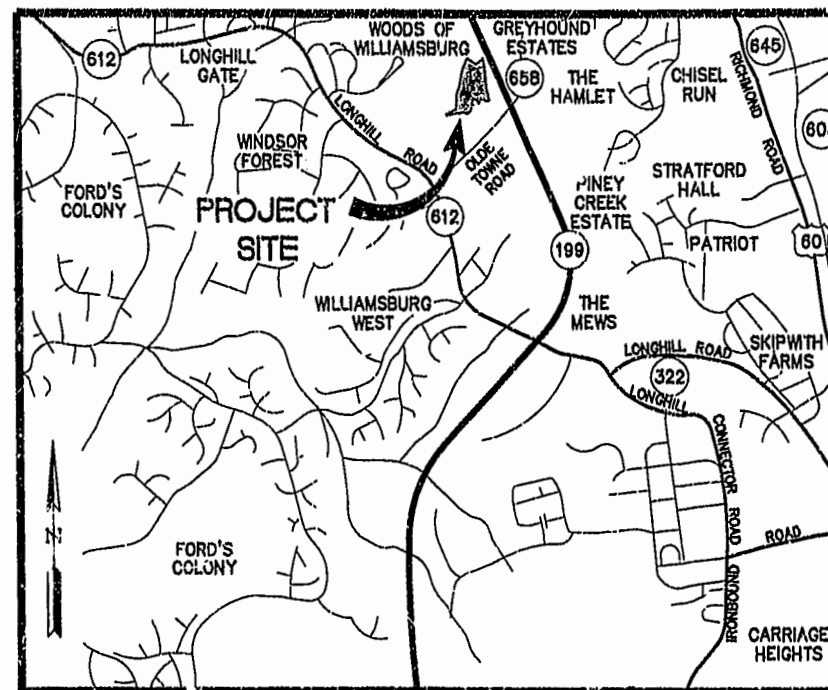 WOODS OF
WILLIAMSBURG
GREYHOUND
ESTATES
645
612
LONGHILL
GATE
658
THE
HAMLET
CHISEL
RUN
RICHMOND
ROAD
LONGHILL
ROAD
WINDSOR
FOREST
OLDE
TOWNE
ROAD
60
FORD'S
COLONY
PROJECT
SITE
612
PINEY
CREEK
ESTATE
STRATFORD
HALL
199
PATRIOT
60
WILLIAMSBURG
WEST
THE
MEWS
LONGHILL ROAD
SKIPWITH
FARMS
322
LONGHILL
CONNECTOR
ROAD
N
FORD'S
COLONY
ROAD
IRONBOUND
CARRIAGE
HEIGHTS